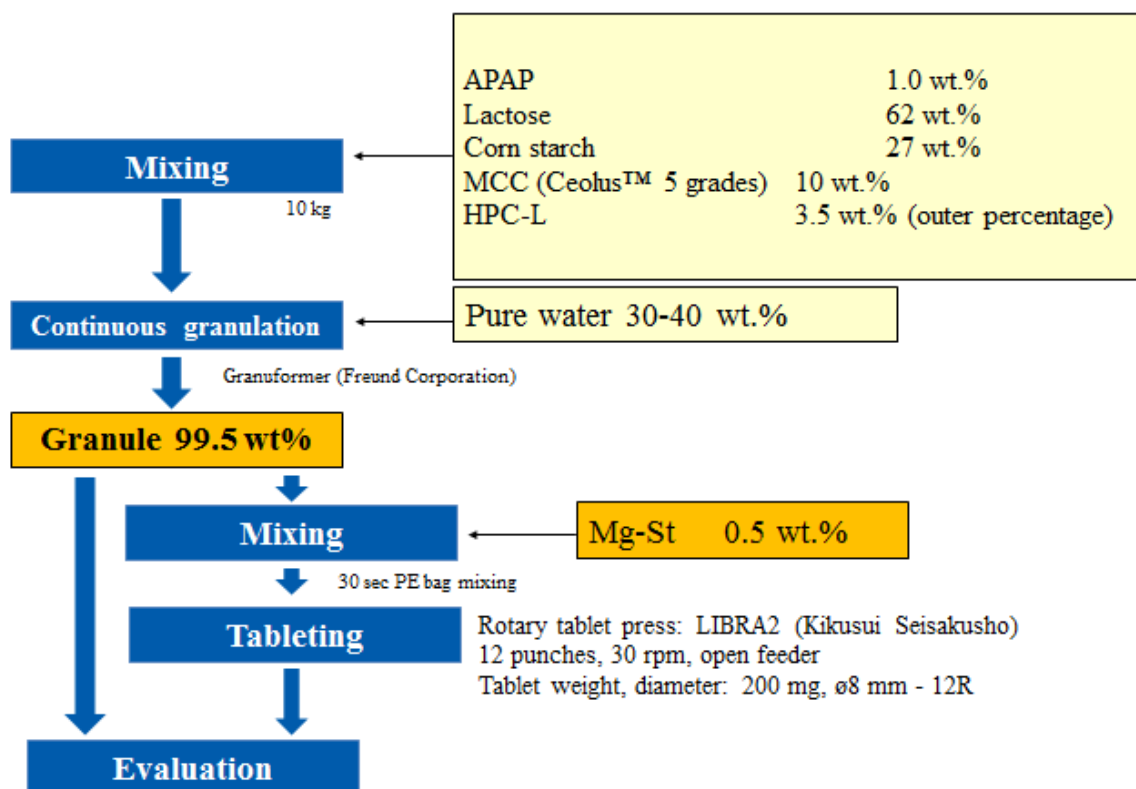 APAP 1.0 wt.%
Lactose 62 wt.%
Corn starch 27 wt.%
MCC (Ceolus™ 5 grades) 10 wt.%
HPC-L 3.5 wt.% (outer percentage)
Mixing
10 kg
Continuous granulation
Pure water 30-40 wt.%
Granuformer (Freund Corporation)
Granule 99.5 wt%
Mixing
Mg-St 0.5 wt.%
30 sec PE bag mixing
Tableting
Rotary tablet press: LIBRA2 (Kikusui Seisakusho)
12 punches, 30 rpm, open feeder
Tablet weight, diameter: 200 mg, ø8 mm - 12R
Evaluation